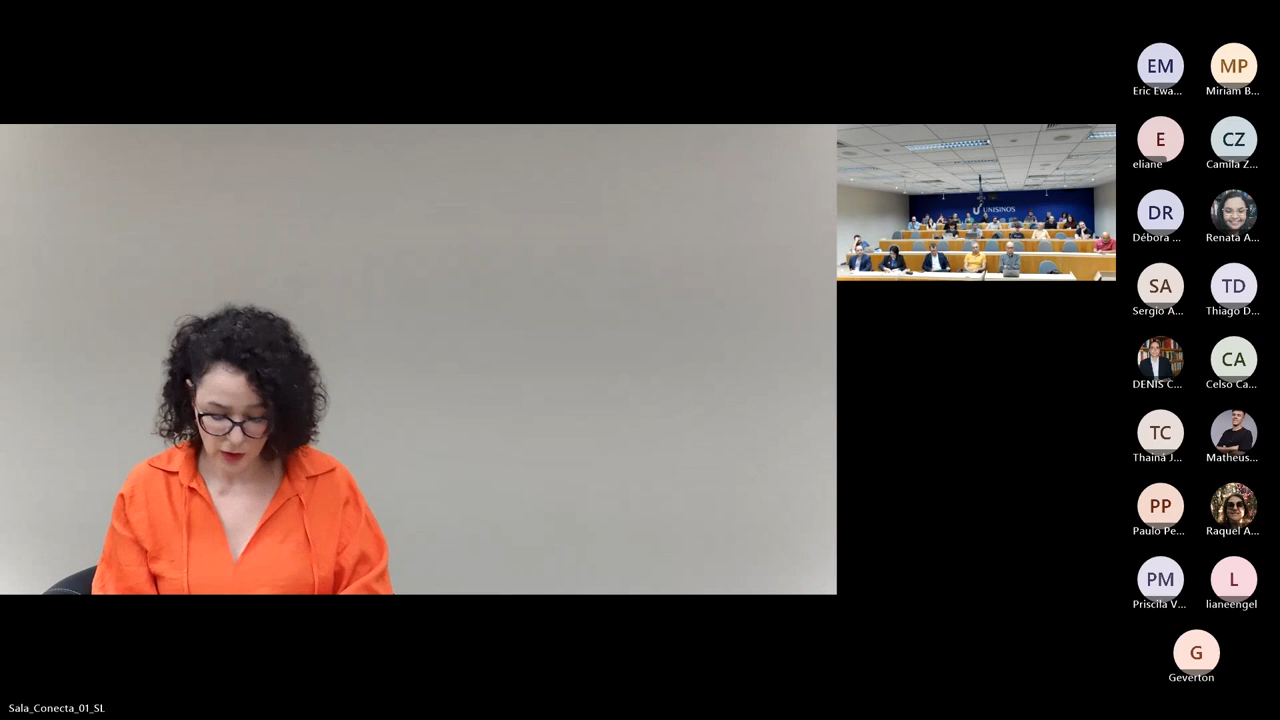 UNISINOS
EM
Eric Ewa...
MP
Miriam B...
E
eliane
CZ
Camila Z...
DR
Débora ...
Renata A...
SA
Sergio A...
TD
Thiago D...
DENIS C...
CA
Celso Ca...
TC
Thainá J...
Matheus...
PP
Paulo Pe...
Raquel A...
PM
Priscila V...
L
lianeengel
G
Geverton
Sala_Conecta_01_SL